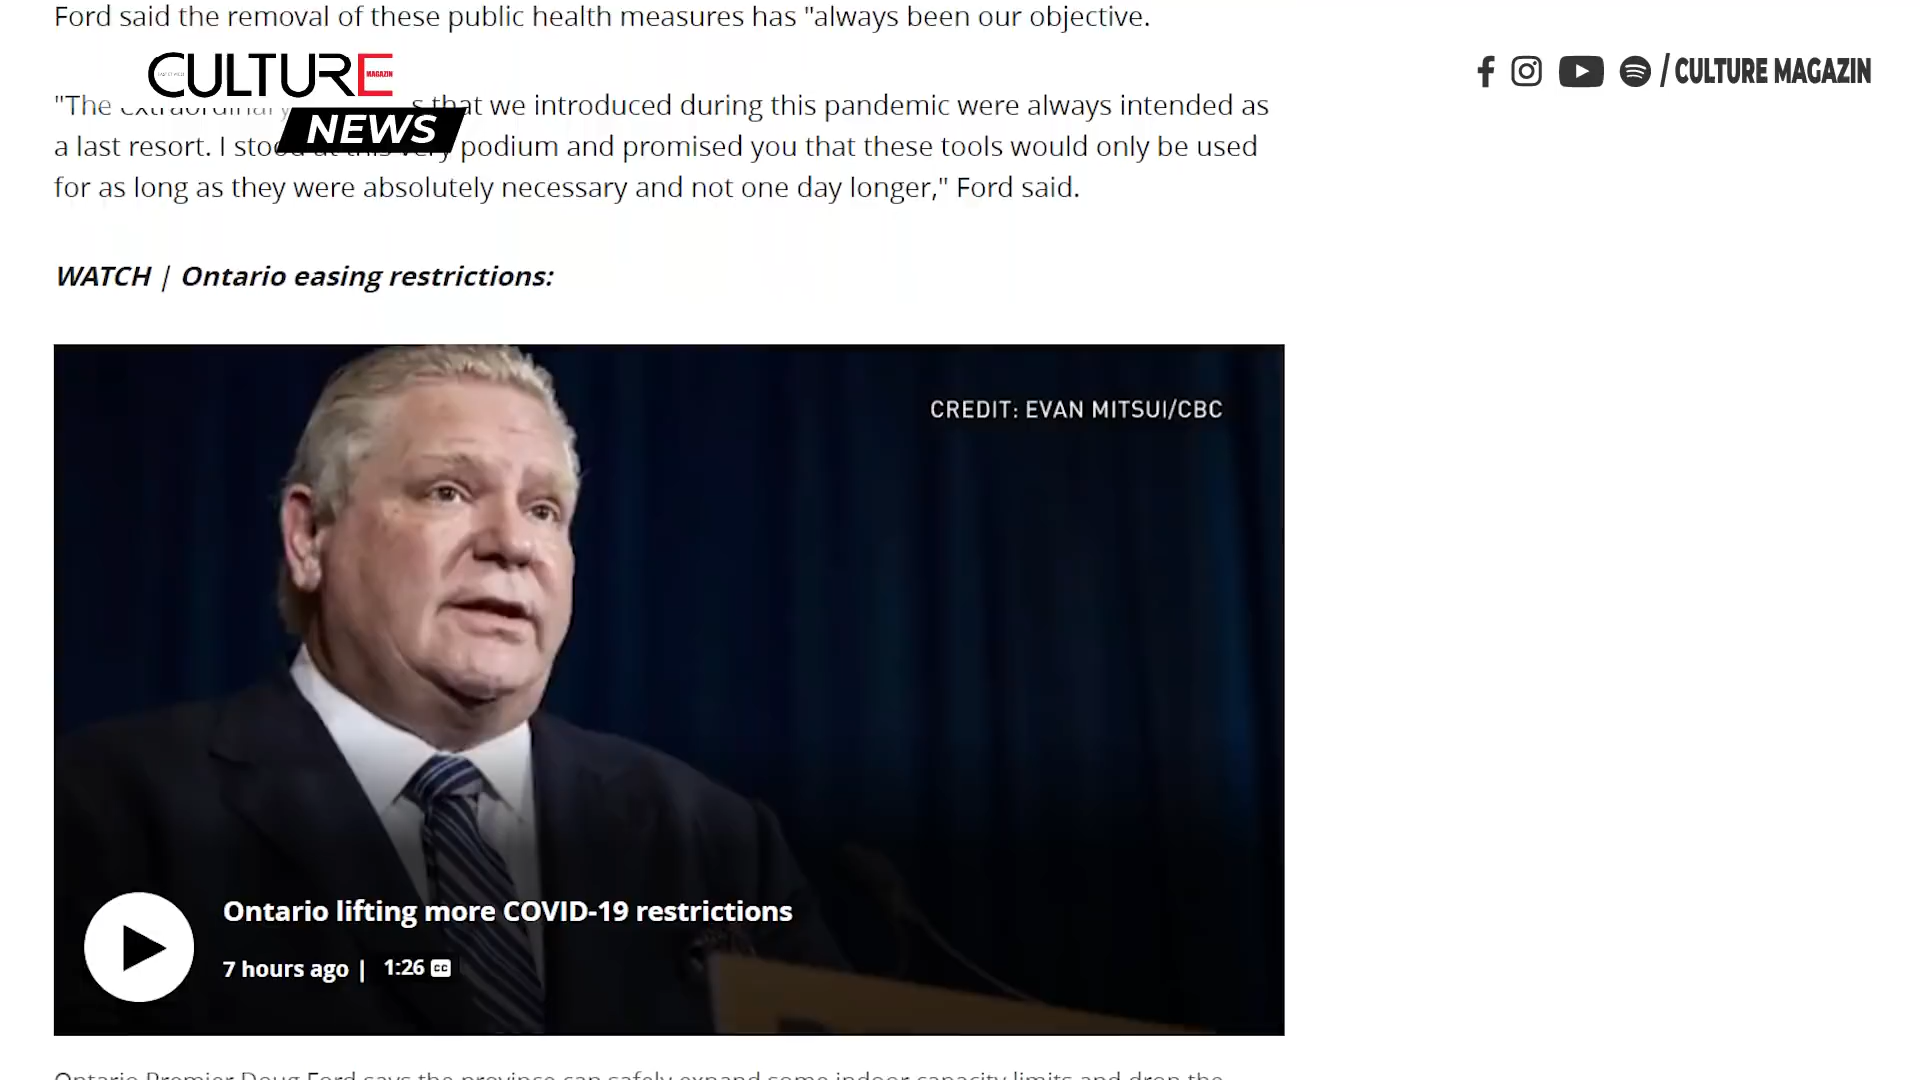 Ford said the removal of these public health measures has "always been our objective.
CULTURE
MAGAZIN
NEWS
/ CULTURE MAGAZIN
"The extraordinary s that we introduced during this pandemic were always intended as
a last resort. I stood at this very podium and promised you that these tools would only be used
for as long as they were absolutely necessary and not one day longer," Ford said.
WATCH | Ontario easing restrictions:
CREDIT: EVAN MITSUI/CBC
Ontario lifting more COVID-19 restrictions
7 hours ago | 1:26 CC
Ontario Premier Doug Ford says the province can safely expand some indoor capacity limits and drop the